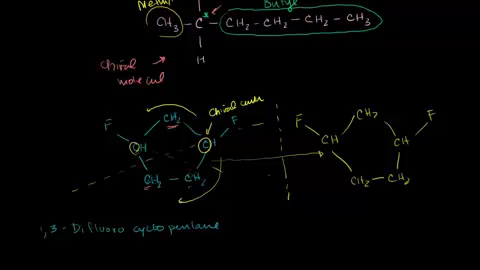 Methyl Butyl
CH3 - C* - CH2 - CH2 - CH2 - CH3
H
Chiral
molecul
Chiral cent
F CH2 F CH2 F
CH CH F CH CH
CH2 CH2 CH2 - CH2
1,3 - Difluoro cyclopentane